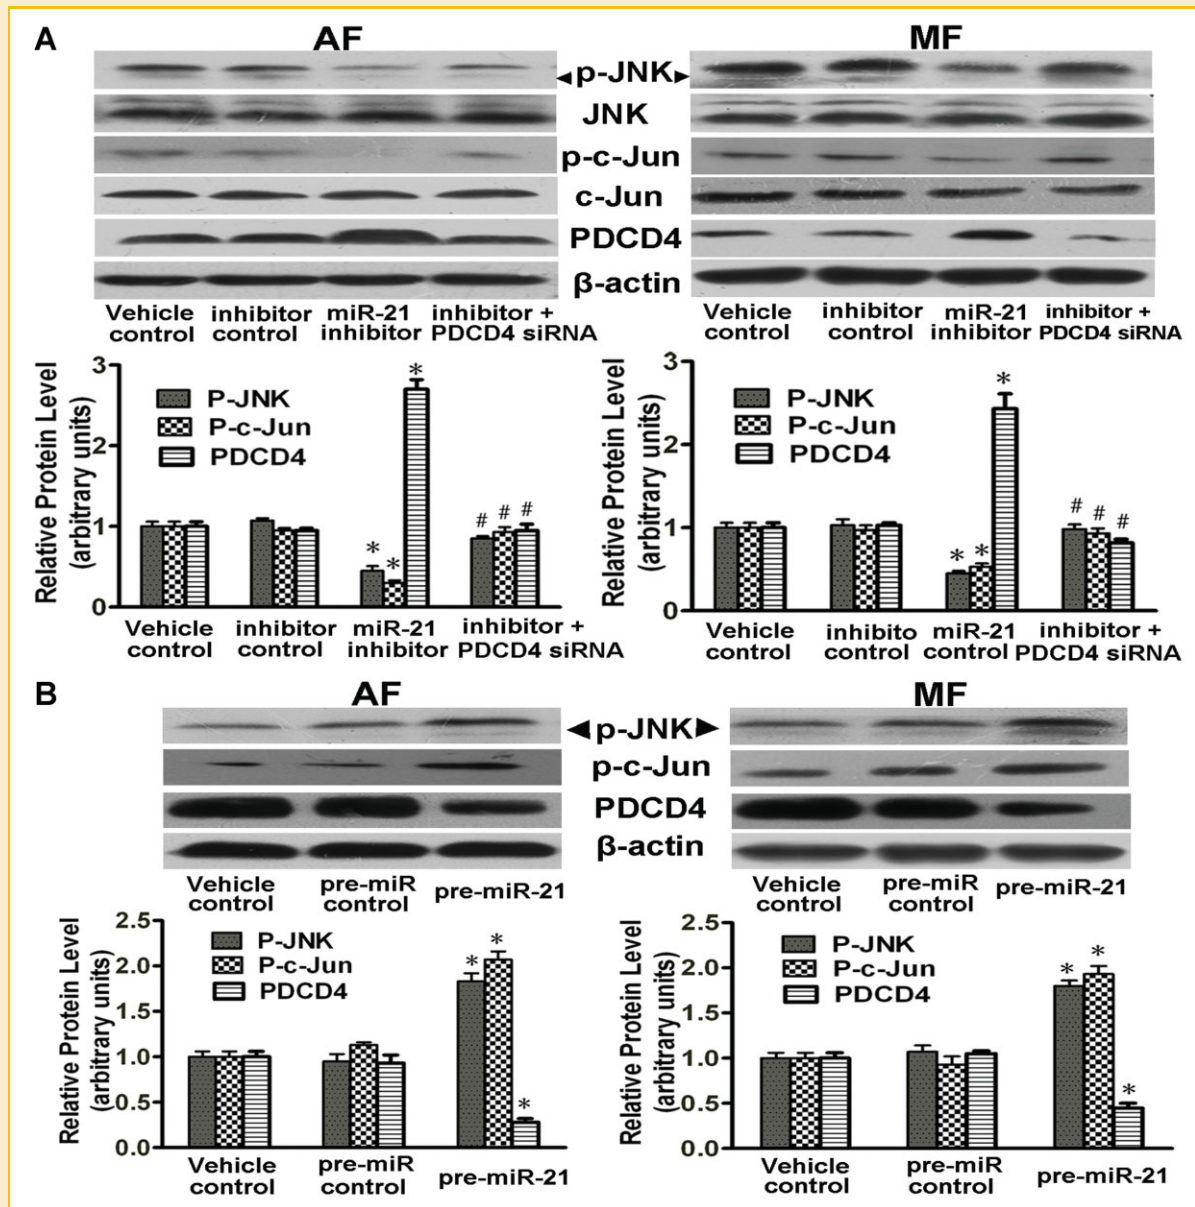 A
AF
MF
p-JNK
JNK
p-c-Jun
c-Jun
PDCD4
β-actin
Vehicle control
inhibitor control
miR-21 inhibitor
inhibitor + PDCD4 siRNA
Vehicle control
inhibitor control
miR-21 inhibitor
inhibitor + PDCD4 siRNA
Relative Protein Level
(arbitrary units)
3
2
1
0
P-JNK
P-c-Jun
PDCD4
* * *
# # #
Vehicle control
inhibitor control
miR-21 inhibitor
inhibitor + PDCD4 siRNA
Relative Protein Level
(arbitrary units)
3
2
1
0
P-JNK
P-c-Jun
PDCD4
* * *
# # #
Vehicle control
inhibito control
miR-21 control
inhibitor + PDCD4 siRNA
B
AF
MF
p-JNK
p-c-Jun
PDCD4
β-actin
Vehicle control
pre-miR control
pre-miR-21
Vehicle control
pre-miR control
pre-miR-21
Relative Protein Level
(arbitrary units)
2.5
2.0
1.5
1.0
0.5
0.0
P-JNK
P-c-Jun
PDCD4
* * *
Vehicle control
pre-miR control
pre-miR-21
Relative Protein Level
(arbitrary units)
2.5
2.0
1.5
1.0
0.5
0.0
P-JNK
P-c-Jun
PDCD4
* * *
Vehicle control
pre-miR control
pre-miR-21